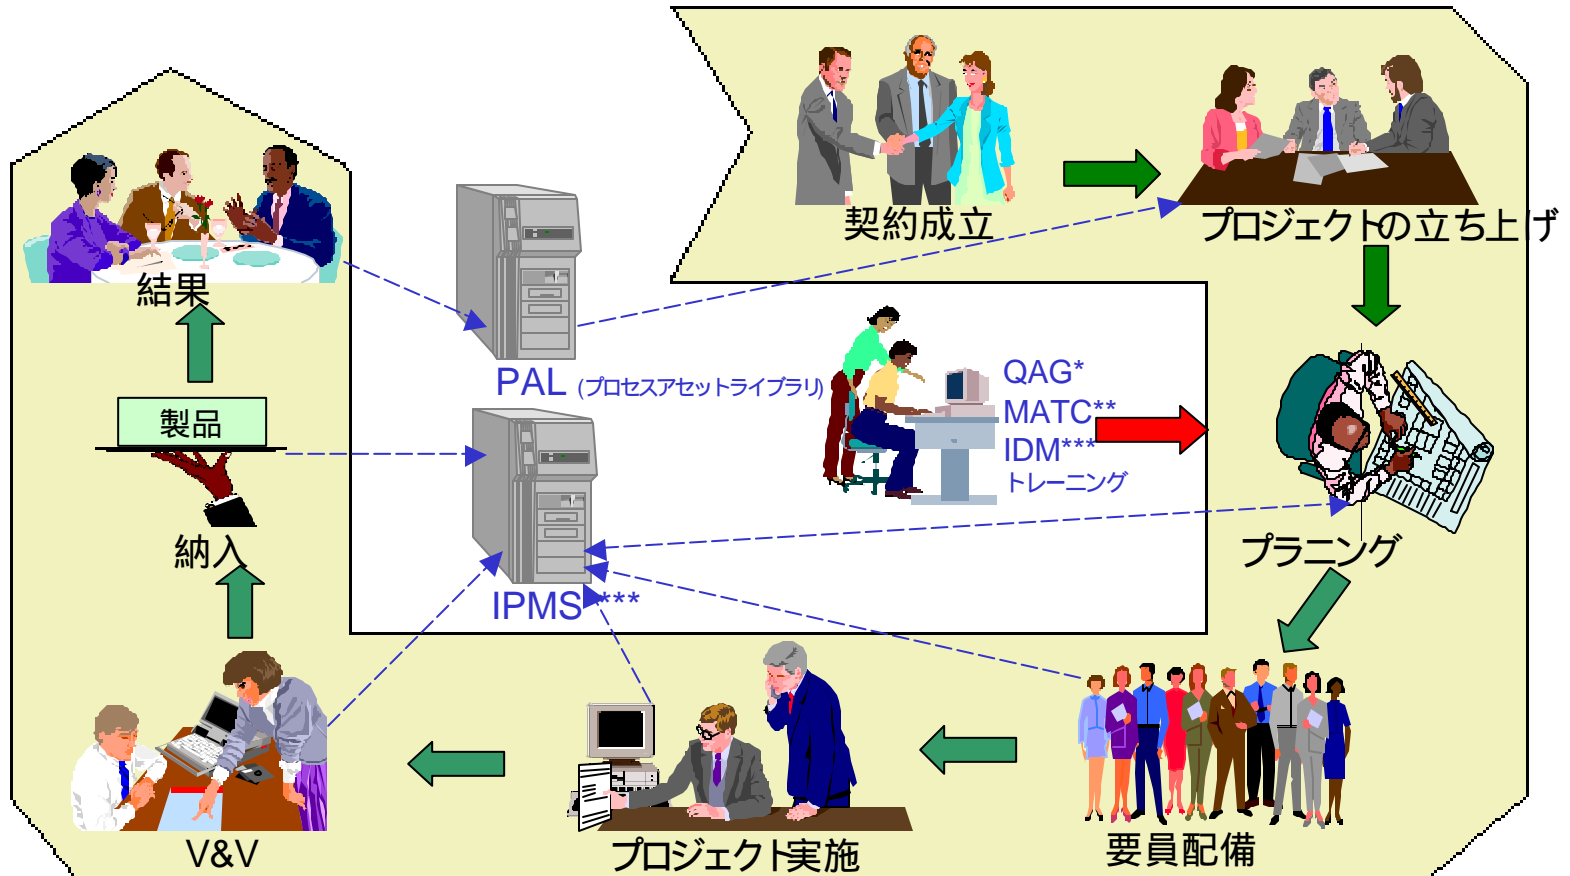 契約成立
プロジェクトの立ち上げ
結果
PAL (プロセスアセットライブラリ)
QAG*
MATC**
IDM***
トレーニング
製品
納入
プラニング
IPMS ***
V&V
プロジェクト実施
要員配備